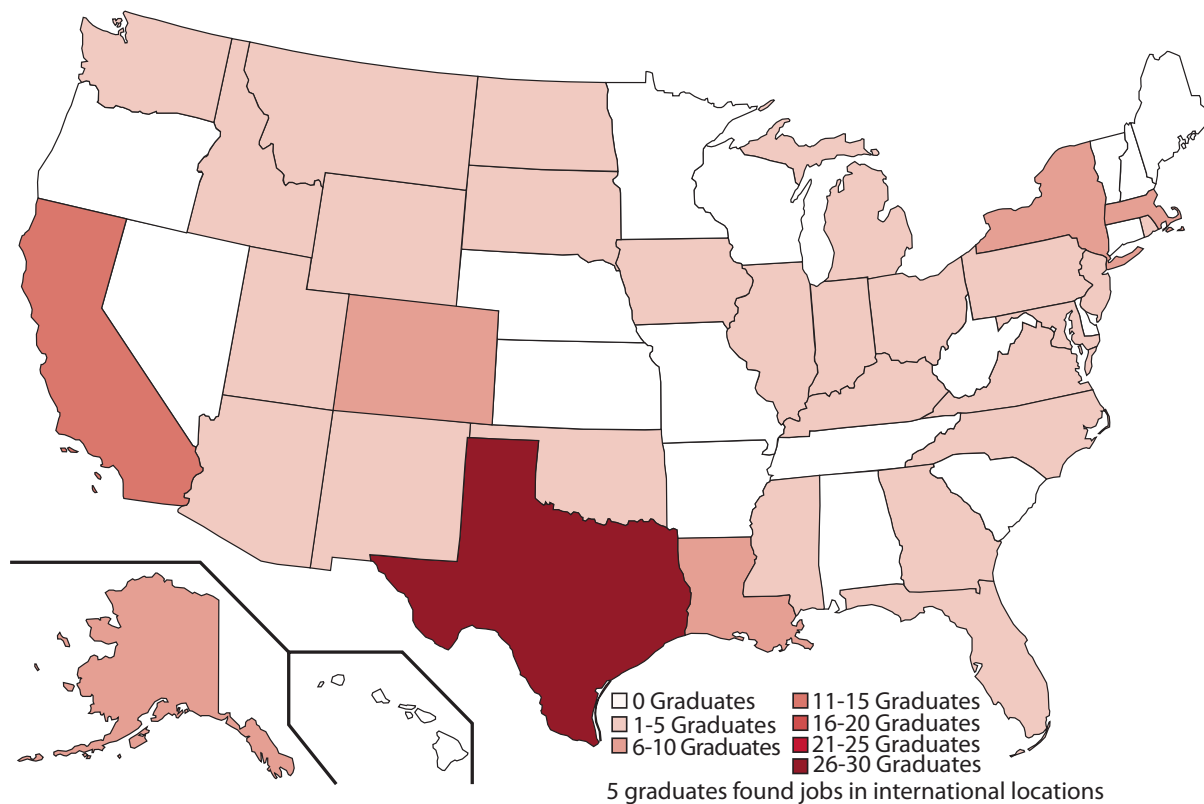 0 Graduates
1-5 Graduates
6-10 Graduates
11-15 Graduates
16-20 Graduates
21-25 Graduates
26-30 Graduates
5 graduates found jobs in international locations